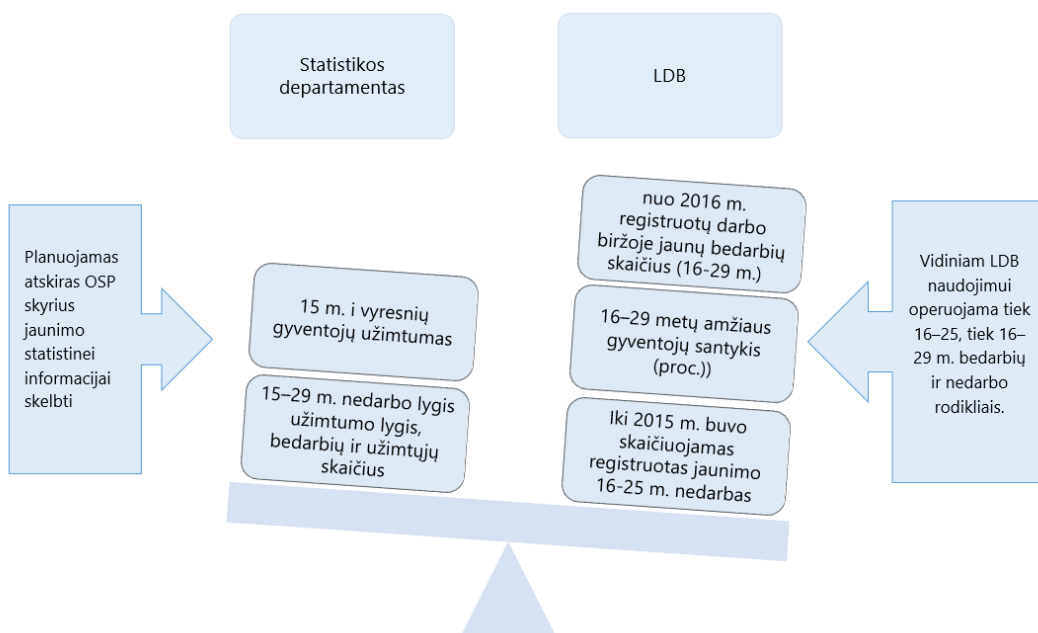 Statistikos
departamentas
LDB
Planuojamas
atskiras OSP
skyrius
jaunimo
statistinei
informacijai
skelbti
15 m. i vyresnių
gyventojų užimtumas
15–29 m. nedarbo lygis
užimtumo lygis,
bedarbių ir užimtųjų
skaičius
nuo 2016 m.
registruotų darbo
biržoje jaunų bedarbių
skaičius (16-29 m.)
16–29 metų amžiaus
gyventojų santykis
(proc.))
Iki 2015 m. buvo
skaičiuojamas
registruotas jaunimo
16-25 m. nedarbas
Vidiniam LDB
naudojimui
operuojama tiek
16–25, tiek 16–
29 m. bedarbių
ir nedarbo
rodikliais.